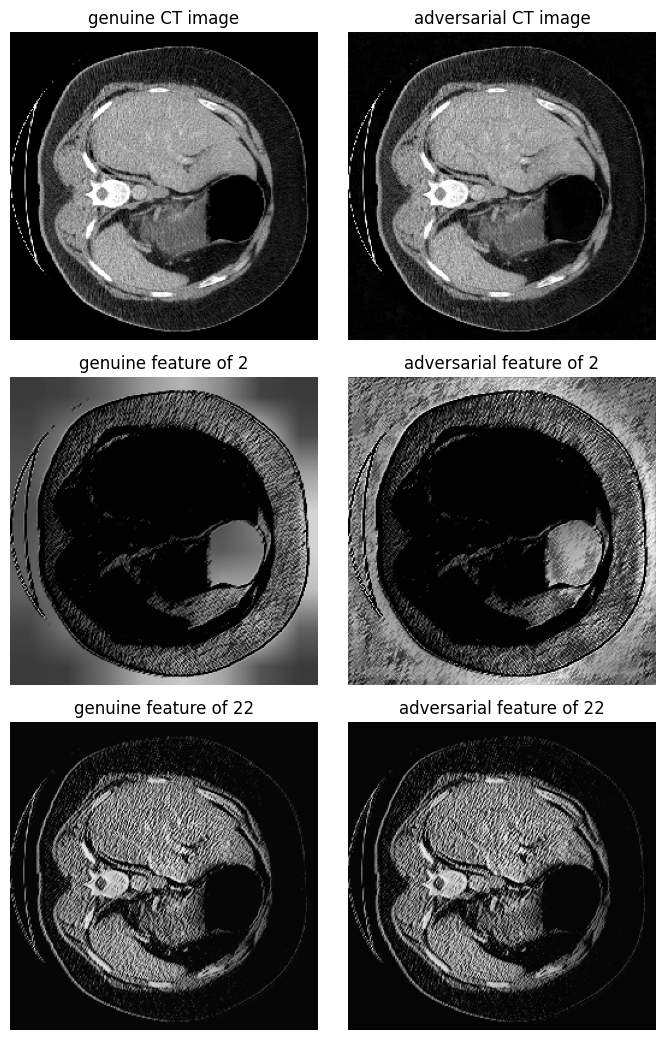 genuine CT image
adversarial CT image
genuine feature of 2
adversarial feature of 2
genuine feature of 22
adversarial feature of 22